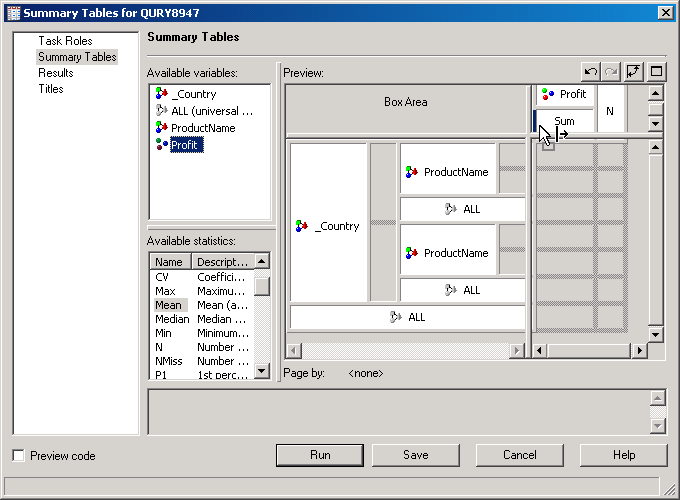 Summary Tables for QURY8947
Task Roles
Summary Tables
Results
Titles
Summary Tables
Available variables:
_Country
ALL (universal ...
ProductName
Profit
Available statistics:
Name Descript...
CV Coeffici...
Max Maximu...
Mean Mean (a...
Median Median ...
Min Minimum...
N Number ...
NMiss Number ...
P1 1st perc...
Preview:
Box Area
Profit
N
Sum
ProductName
ALL
_Country
ProductName
ALL
ALL
Page by: <none>
Preview code
Run Save Cancel Help